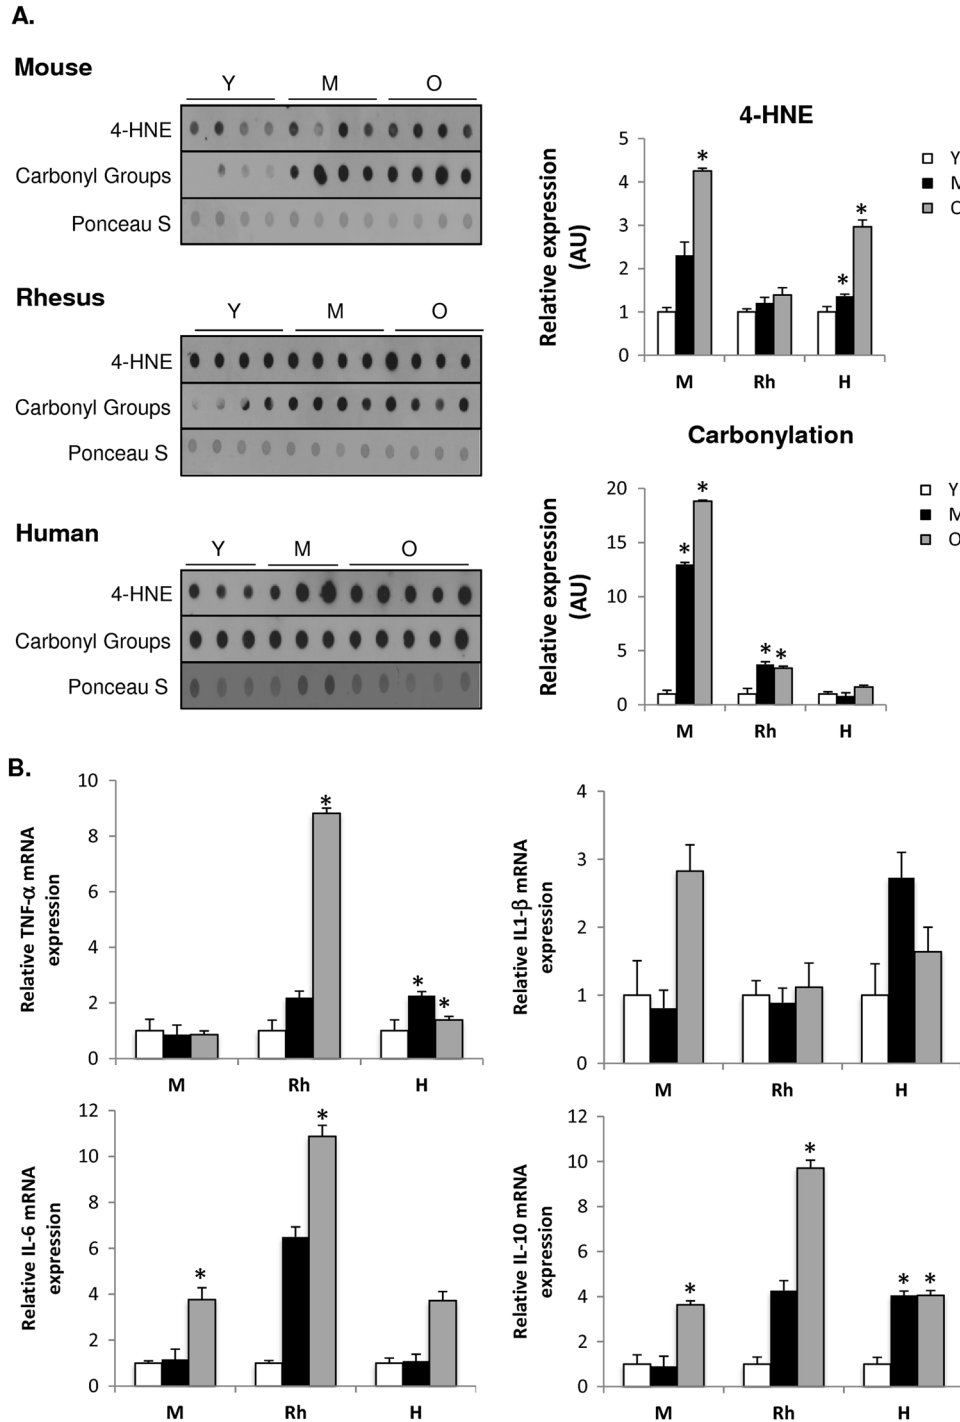 A.
Mouse
Y M O
4-HNE
Carbonyl Groups
Ponceau S
Rhesus
Y M O
4-HNE
Carbonyl Groups
Ponceau S
Human
Y M O
4-HNE
Carbonyl Groups
Ponceau S
4-HNE
Relative expression
(AU)
5
4
3
2
1
0
* * *
M Rh H
Y
M
O
Carbonylation
Relative expression
(AU)
20
15
10
5
0
* * * *
M Rh H
Y
M
O
B.
Relative TNF-α mRNA
expression
10
8
6
4
2
0
* * *
M Rh H
Relative IL1-β mRNA
expression
4
3
2
1
0
M Rh H
Relative IL-6 mRNA
expression
12
10
8
6
4
2
0
* *
M Rh H
Relative IL-10 mRNA
expression
12
10
8
6
4
2
0
* * * *
M Rh H